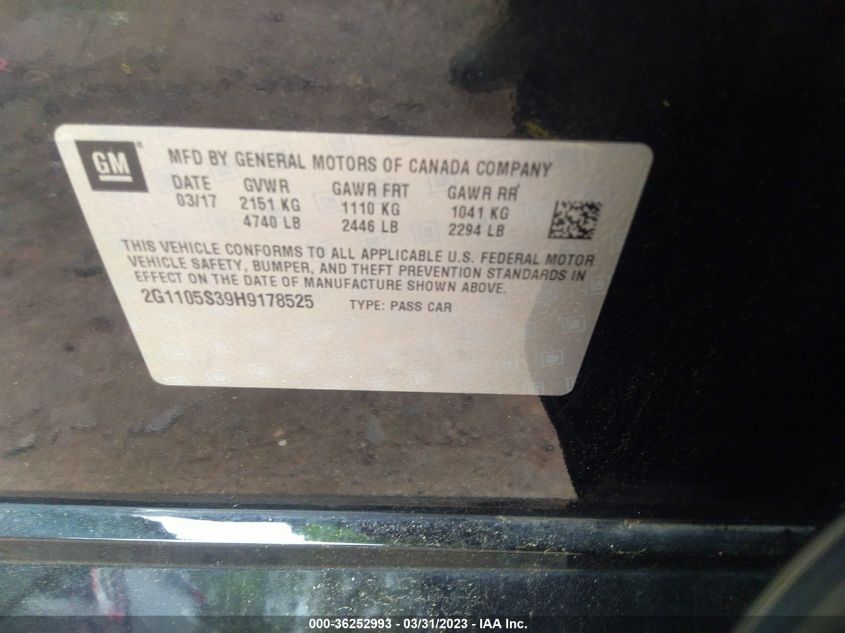 GM
MFD BY GENERAL MOTORS OF CANADA COMPANY
DATE GVWR GAWR FRT GAWR RR
03/17 2151 KG 1110 KG 1041 KG
4740 LB 2446 LB 2294 LB
THIS VEHICLE CONFORMS TO ALL APPLICABLE U.S. FEDERAL MOTOR
VEHICLE SAFETY, BUMPER, AND THEFT PREVENTION STANDARDS IN
EFFECT ON THE DATE OF MANUFACTURE SHOWN ABOVE.
2G1105S39H9178525 TYPE: PASS CAR
000-36252993 - 03/31/2023 - IAA Inc.